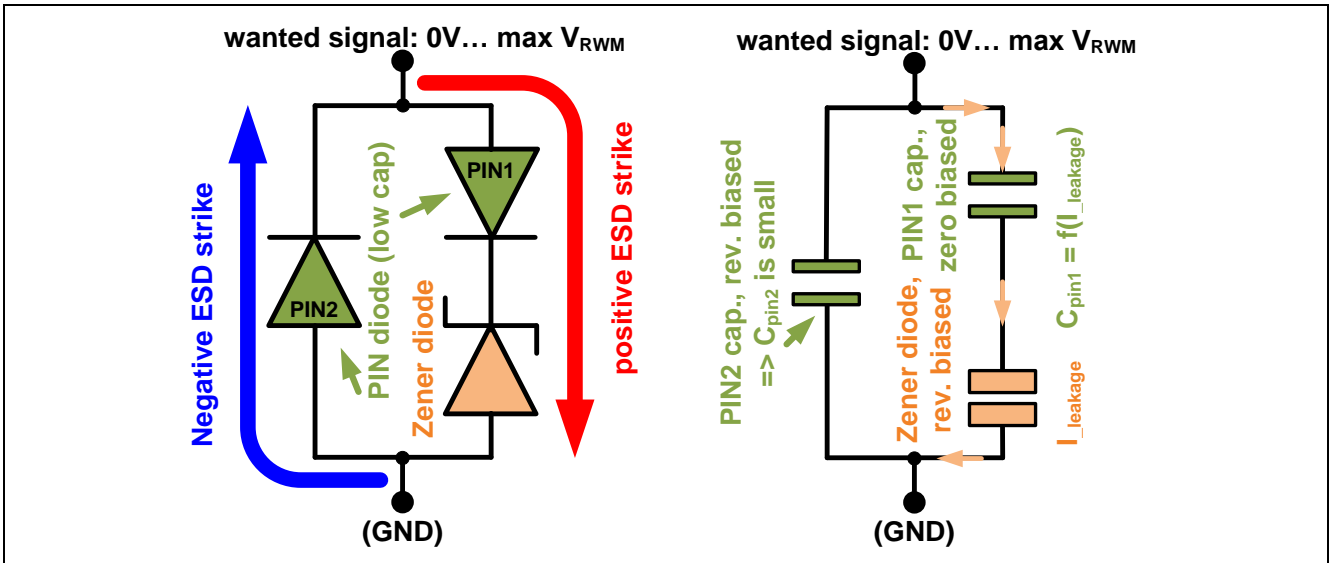 wanted signal: 0V... max VRWM
Negative ESD strike
PIN2
PIN diode (low cap)
Zener diode
PIN1
positive ESD strike
(GND)
wanted signal: 0V... max VRWM
PIN2 cap., rev. biased
=> Cpin2 is small
Zener diode, PIN1 cap.,
rev. biased zero biased
Cpin1 = f(I_leakage)
I_leakage
(GND)